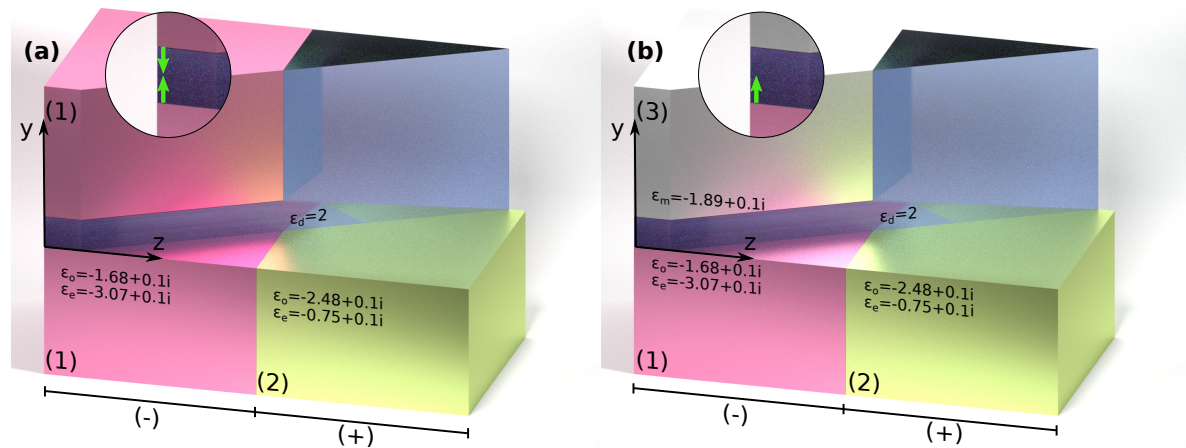 (a)
(1)
y
ε_d=2
z
ε_o=-1.68+0.1i
ε_e=-3.07+0.1i
ε_o=-2.48+0.1i
ε_e=-0.75+0.1i
(1)
(2)
(-)
(+)
(b)
(3)
y
ε_m=-1.89+0.1i
ε_d=2
z
ε_o=-1.68+0.1i
ε_e=-3.07+0.1i
ε_o=-2.48+0.1i
ε_e=-0.75+0.1i
(1)
(2)
(-)
(+)